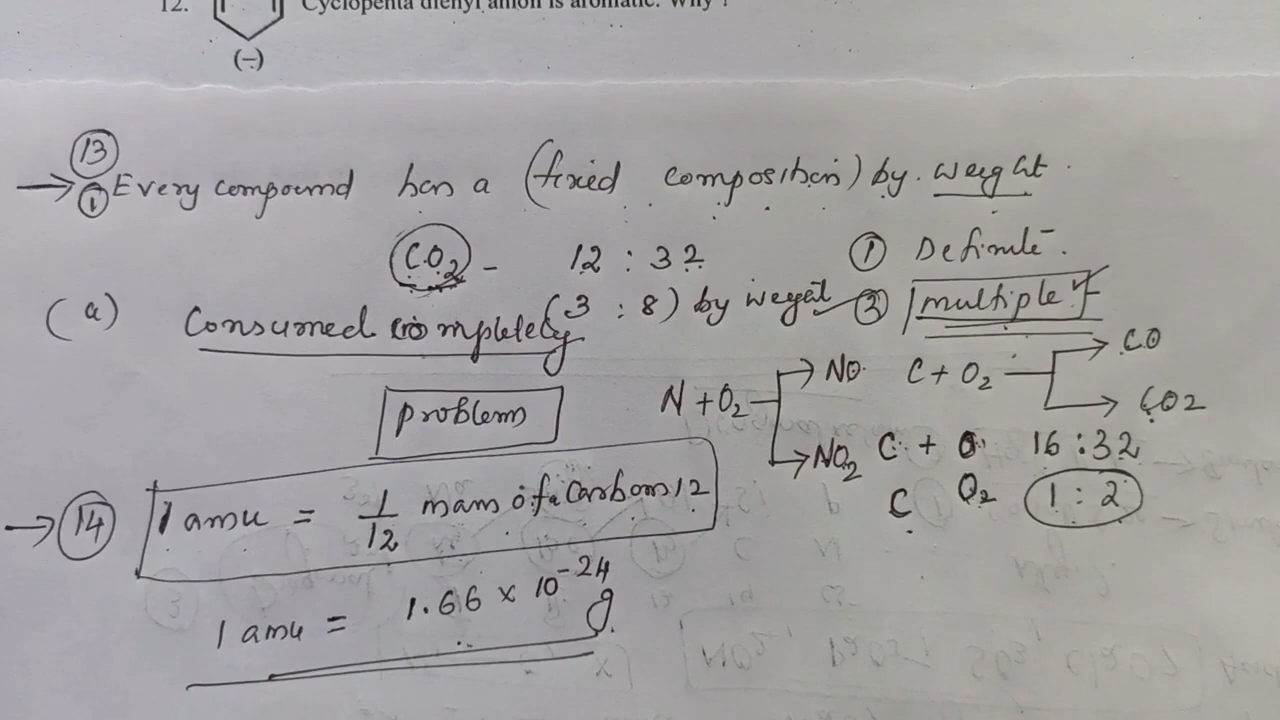 12. Cyclopenta dienyl anion is aromatic. Why ?
(−)
13
→ ① Every compound has a (fixed composition) by. weight.
CO2 - 12 : 32 ① Definite.
(a) Consumed completely (3 : 8) by weight ② multiple
N + O2 → NO C + O2 → CO
→ NO2 → CO2
C + O 16 : 32
C O2 1 : 2
problem
→ 14 1 amu = 1/12 mass of a Carbon 12
1 amu = 1.66 × 10^-24 g.